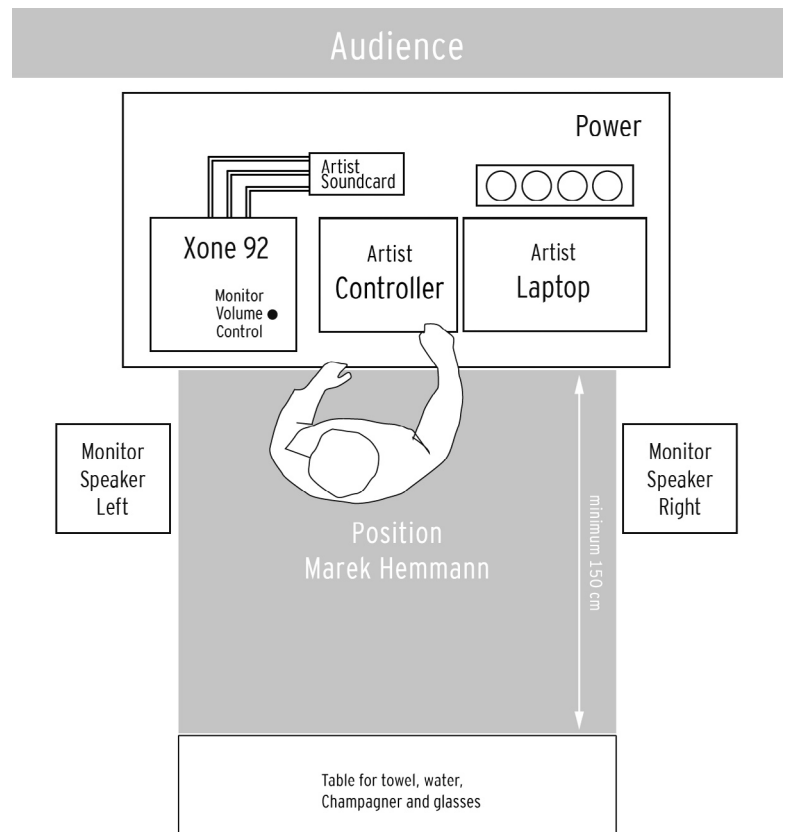 Audience
Power
Artist
Soundcard
Xone 92
Monitor
Volume
Control
Artist
Controller
Artist
Laptop
Monitor
Speaker
Left
Monitor
Speaker
Right
Position
Marek Hemmann
minimum 150 cm
Table for towel, water,
Champagner and glasses